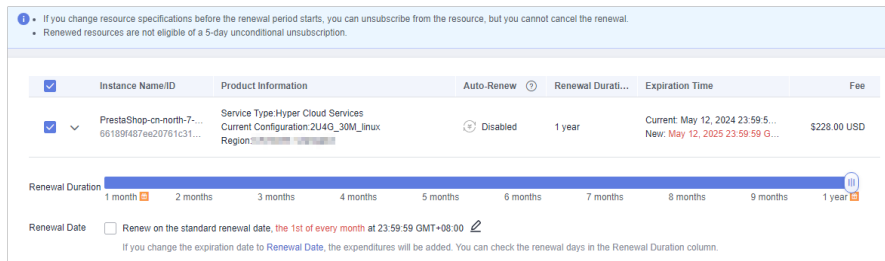 If you change resource specifications before the renewal period starts, you can unsubscribe from the resource, but you cannot cancel the renewal.
Renewed resources are not eligible of a 5-day unconditional unsubscription.
Instance Name/ID Product Information Auto-Renew Renewal Durati... Expiration Time Fee
PrestaShop-cn-north-7-...
66189f487ee20761c31...
Service Type:Hyper Cloud Services
Current Configuration:2U4G_30M_linux
Region:
Disabled
1 year
Current: May 12, 2024 23:59:5...
New: May 12, 2025 23:59:59 G...
$228.00 USD
Renewal Duration
1 month 2 months 3 months 4 months 5 months 6 months 7 months 8 months 9 months 1 year
Renewal Date Renew on the standard renewal date, the 1st of every month at 23:59:59 GMT+08:00
If you change the expiration date to Renewal Date, the expenditures will be added. You can check the renewal days in the Renewal Duration column.